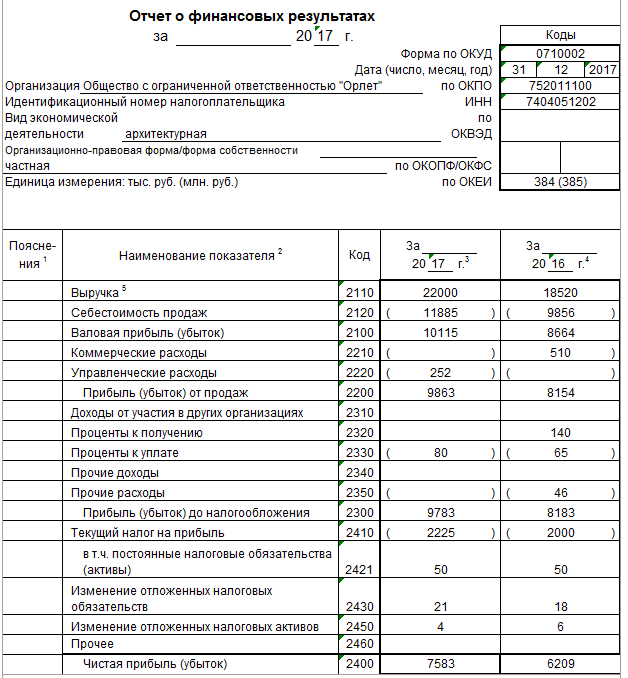 Отчет о финансовых результатах
за 20 17 г.
Коды
Форма по ОКУД 0710002
Дата (число, месяц, год) 31 12 2017
Организация Общество с ограниченной ответственностью "Орлет" по ОКПО 752011100
Идентификационный номер налогоплательщика ИНН 7404051202
Вид экономической по
деятельности архитектурная ОКВЭД
Организационно-правовая форма/форма собственности
частная по ОКОПФ/ОКФС
Единица измерения: тыс. руб. (млн. руб.) по ОКЕИ 384 (385)
Поясне-
ния 1 Наименование показателя 2 Код За 20 17 г.3 За 20 16 г.4
Выручка 5 2110 22000 18520
Себестоимость продаж 2120 ( 11885 ) ( 9856 )
Валовая прибыль (убыток) 2100 10115 8664
Коммерческие расходы 2210 ( ) ( 510 )
Управленческие расходы 2220 ( 252 ) ( )
Прибыль (убыток) от продаж 2200 9863 8154
Доходы от участия в других организациях 2310
Проценты к получению 2320 140
Проценты к уплате 2330 ( 80 ) ( 65 )
Прочие доходы 2340
Прочие расходы 2350 ( ) ( 46 )
Прибыль (убыток) до налогообложения 2300 9783 8183
Текущий налог на прибыль 2410 ( 2225 ) ( 2000 )
в т.ч. постоянные налоговые обязательства
(активы) 2421 50 50
Изменение отложенных налоговых
обязательств 2430 21 18
Изменение отложенных налоговых активов 2450 4 6
Прочее 2460
Чистая прибыль (убыток) 2400 7583 6209